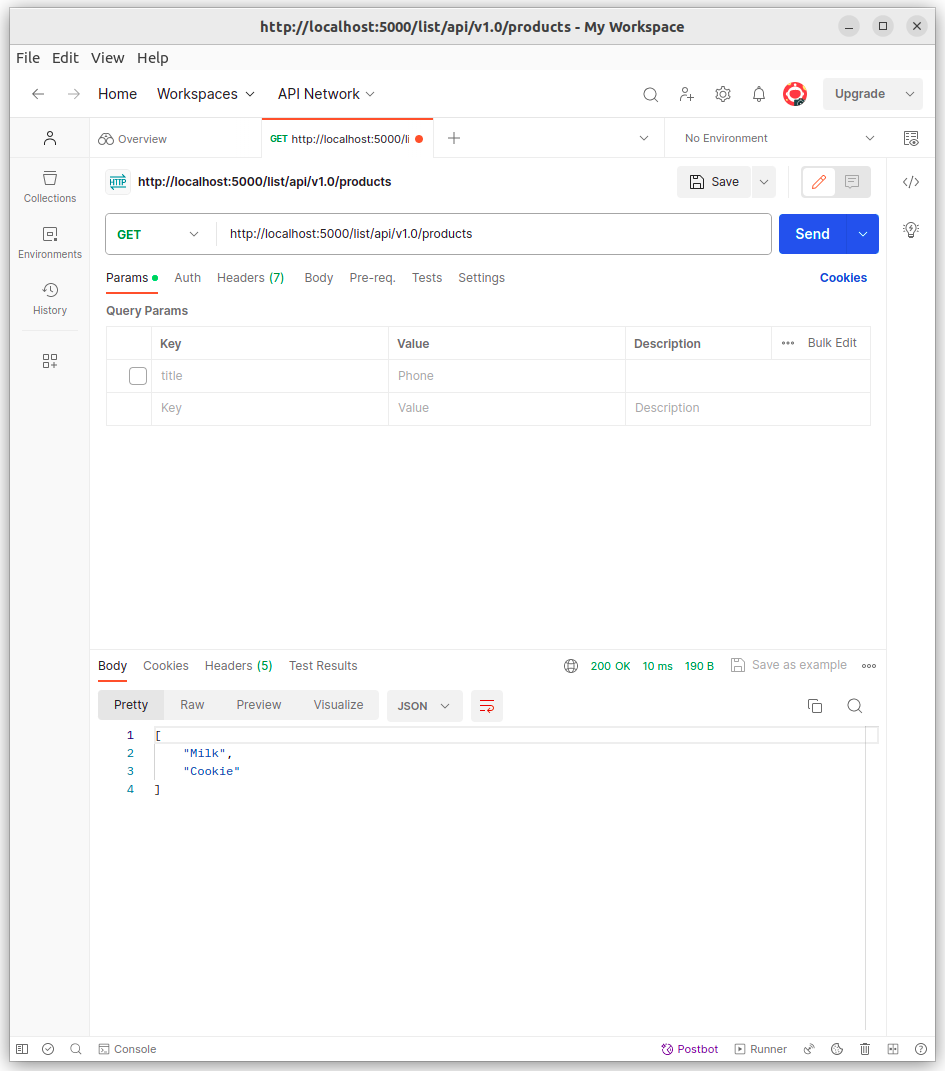 http://localhost:5000/list/api/v1.0/products - My Workspace
File Edit View Help
Home Workspaces API Network Upgrade
Overview GET http://localhost:5000/li No Environment
HTTP http://localhost:5000/list/api/v1.0/products Save
Collections
Environments
History
GET http://localhost:5000/list/api/v1.0/products Send
Params Auth Headers (7) Body Pre-req. Tests Settings Cookies
Query Params
Key Value Description Bulk Edit
title Phone
Key Value Description
Body Cookies Headers (5) Test Results 200 OK 10 ms 190 B Save as example
Pretty Raw Preview Visualize JSON
1 [
2 "Milk",
3 "Cookie"
4 ]
Console Postbot Runner